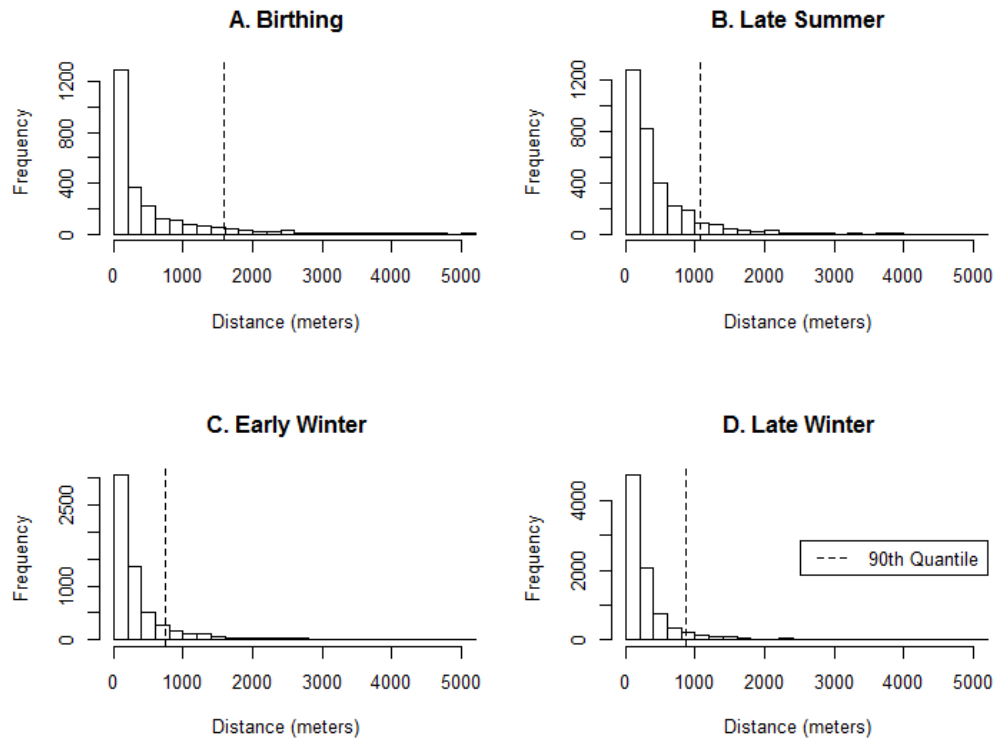 A. Birthing
Frequency
0 400 800 1200
0 1000 2000 3000 4000 5000
Distance (meters)
B. Late Summer
Frequency
0 400 800 1200
0 1000 2000 3000 4000 5000
Distance (meters)
C. Early Winter
Frequency
0 1000 2500
0 1000 2000 3000 4000 5000
Distance (meters)
D. Late Winter
Frequency
0 2000 4000
90th Quantile
0 1000 2000 3000 4000 5000
Distance (meters)